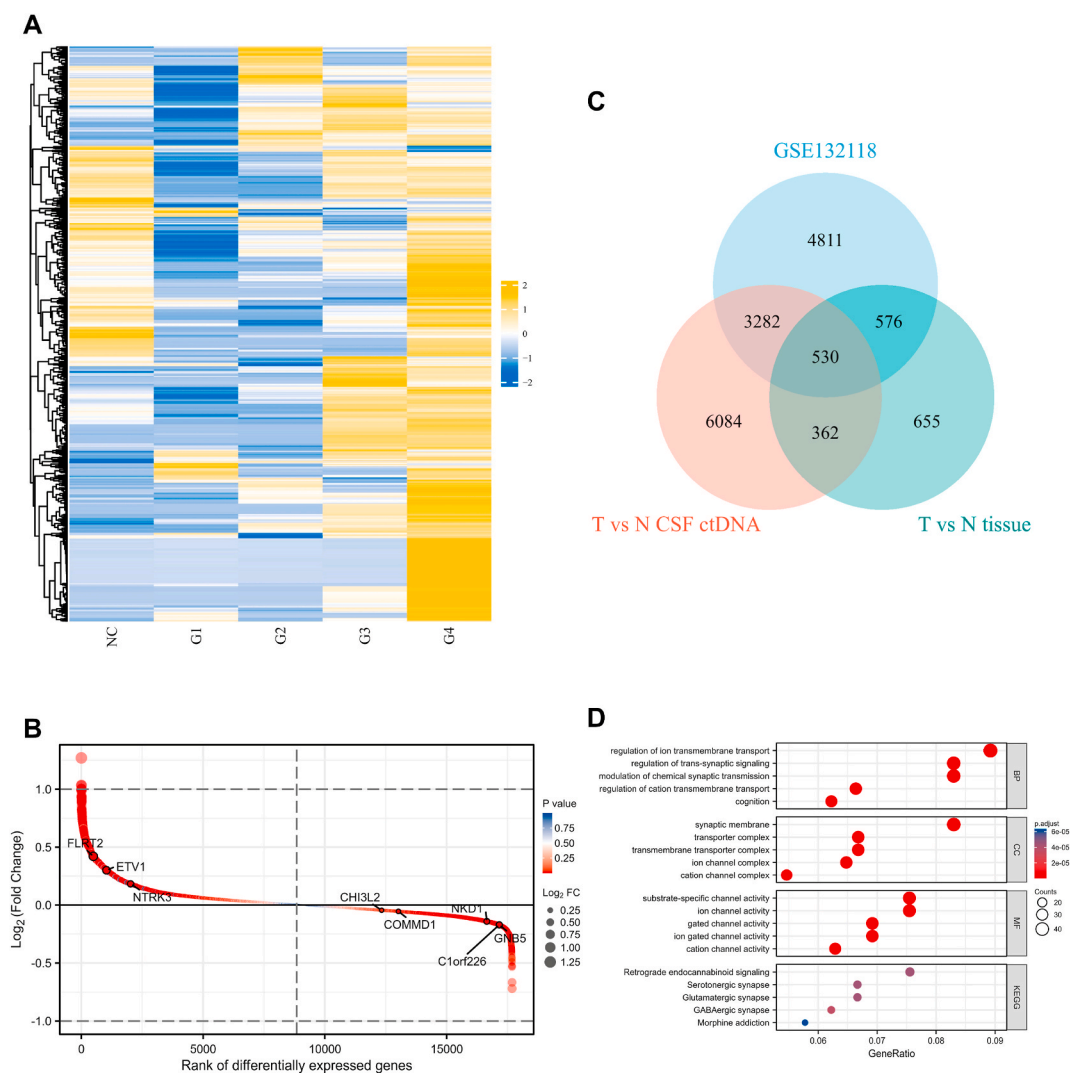 A
2
1
0
−1
−2
NC
G1
G2
G3
G4
C
GSE132118
4811
3282
576
530
6084
362
655
T vs N CSF ctDNA
T vs N tissue
B
Log2 (Fold Change)
1.0
0.5
0.0
-0.5
-1.0
FLRT2
ETV1
NTRK3
CHI3L2
COMMD1
NKD1
GNB5
C1orf226
0
5000
10000
15000
Rank of differentially expressed genes
P value
0.75
0.50
0.25
Log2 FC
0.25
0.50
0.75
1.00
1.25
D
regulation of ion transmembrane transport
regulation of trans-synaptic signaling
modulation of chemical synaptic transmission
regulation of cation transmembrane transport
cognition
BP
synaptic membrane
transporter complex
transmembrane transporter complex
ion channel complex
cation channel complex
CC
substrate-specific channel activity
ion channel activity
gated channel activity
ion gated channel activity
cation channel activity
MF
Retrograde endocannabinoid signaling
Serotonergic synapse
Glutamatergic synapse
GABAergic synapse
Morphine addiction
KEGG
0.06
0.07
0.08
0.09
GeneRatio
p.adjust
6e-05
2e-05
Counts
20
30
40